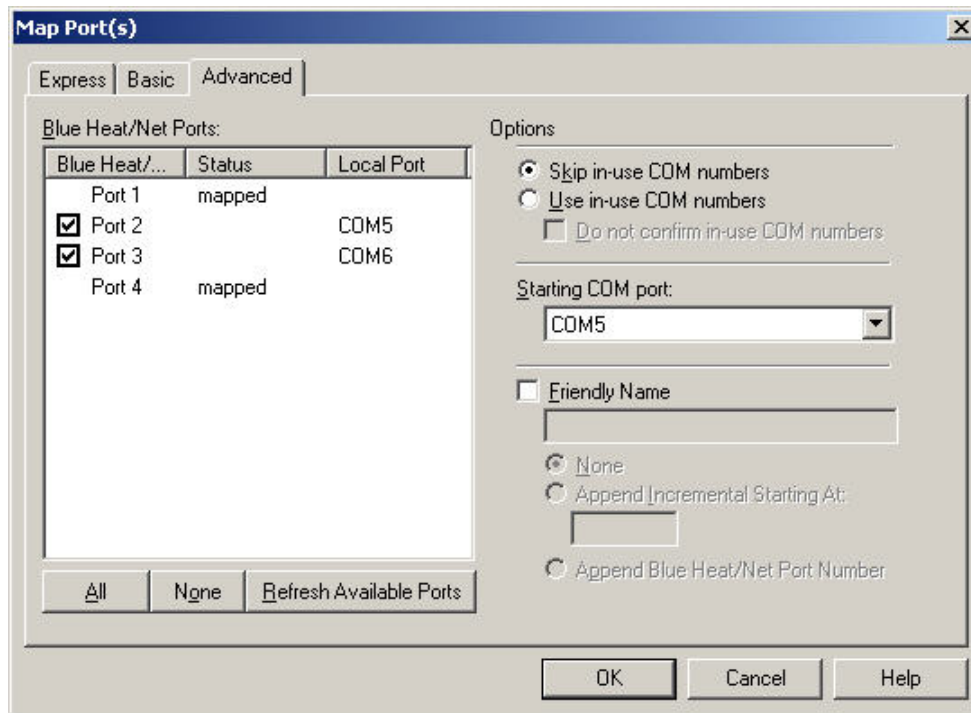 Map Port(s)
Express Basic Advanced
Blue Heat/Net Ports:
Blue Heat/... Status Local Port
Port 1 mapped
Port 2 COM5
Port 3 COM6
Port 4 mapped
All None Refresh Available Ports
Options
Skip in-use COM numbers
Use in-use COM numbers
Do not confirm in-use COM numbers
Starting COM port:
COM5
Friendly Name
None
Append Incremental Starting At:
Append Blue Heat/Net Port Number
OK Cancel Help